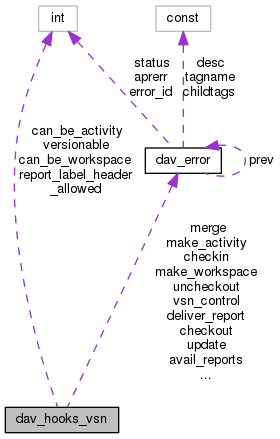 int
const
status
aprerr
error_id
desc
tagname
childtags
can_be_activity
versionable
can_be_workspace
report_label_header
_allowed
dav_error
prev
merge
make_activity
checkin
make_workspace
uncheckout
vsn_control
deliver_report
checkout
update
avail_reports
...
dav_hooks_vsn